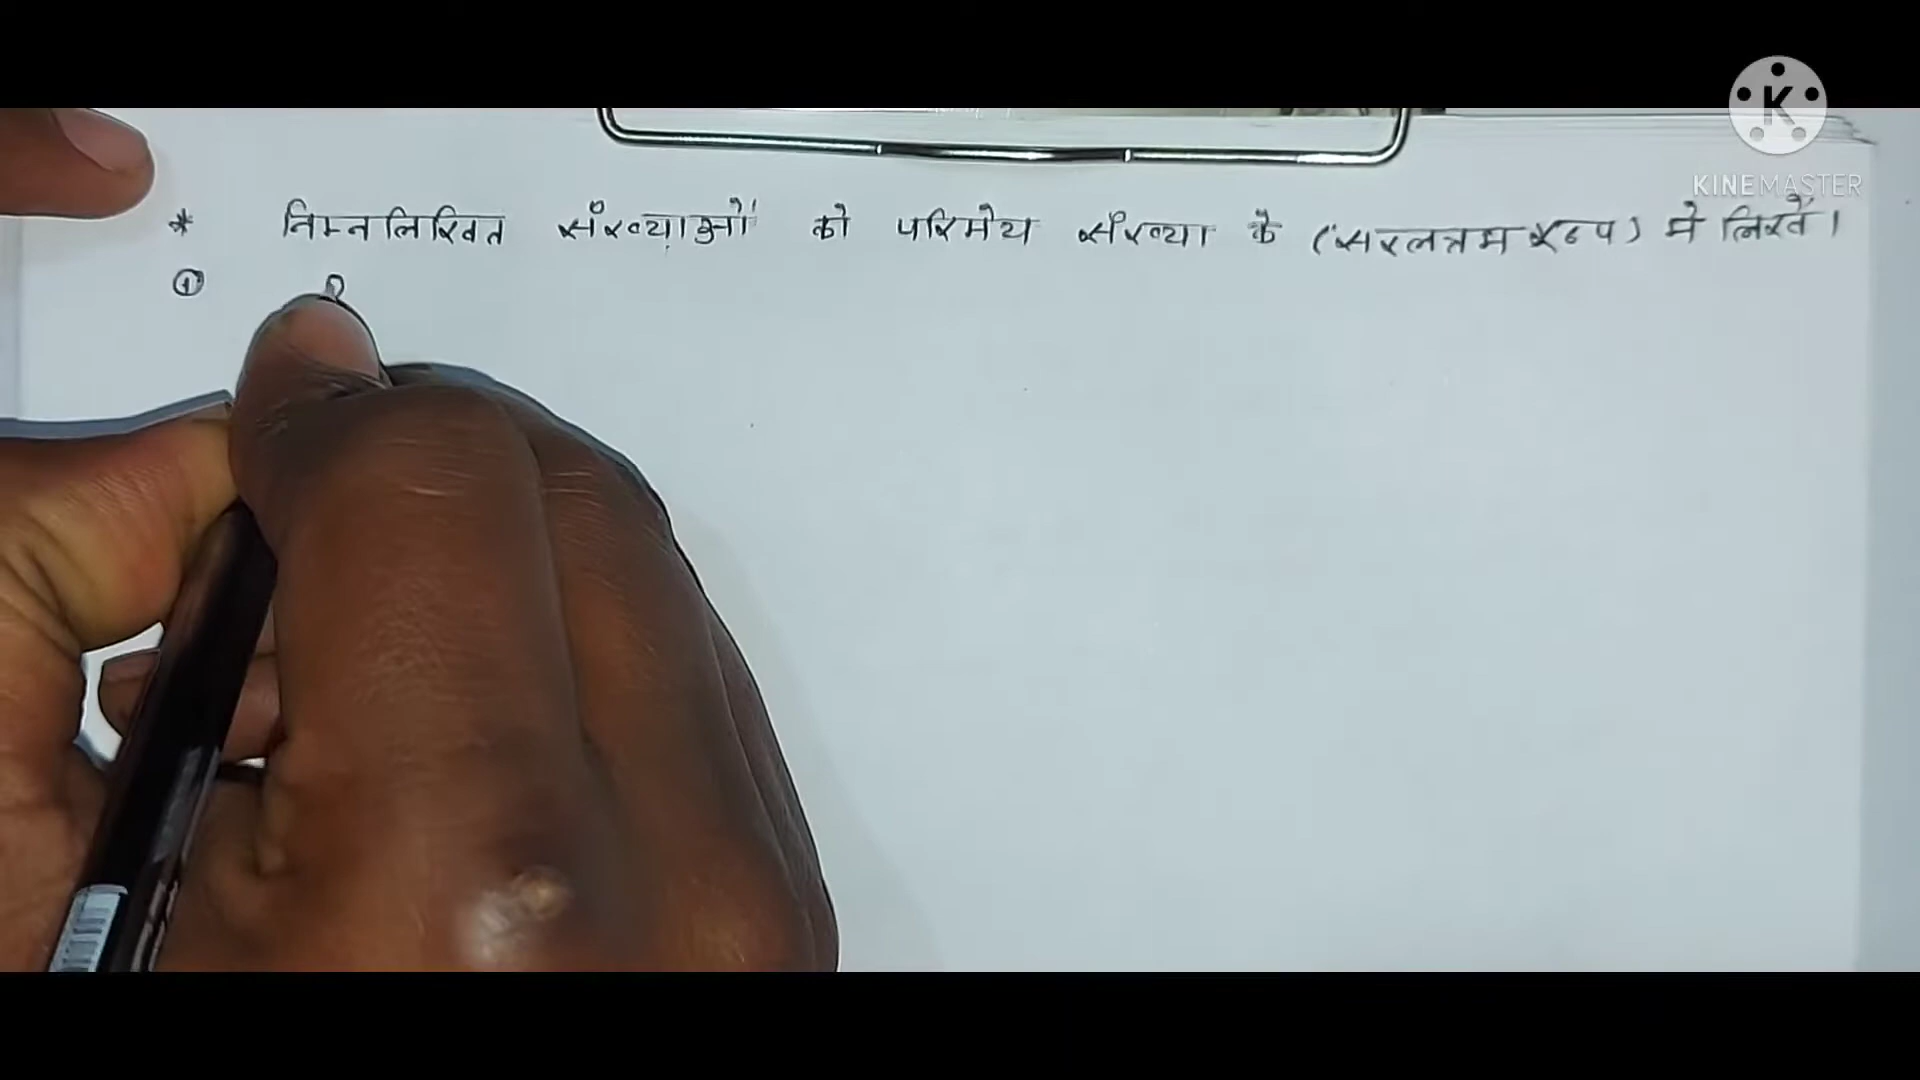 K
KINEMASTER
* निम्नलिखित संख्याओं को परिमेय संख्या के (सरलतम रूप) में लिखें।
①